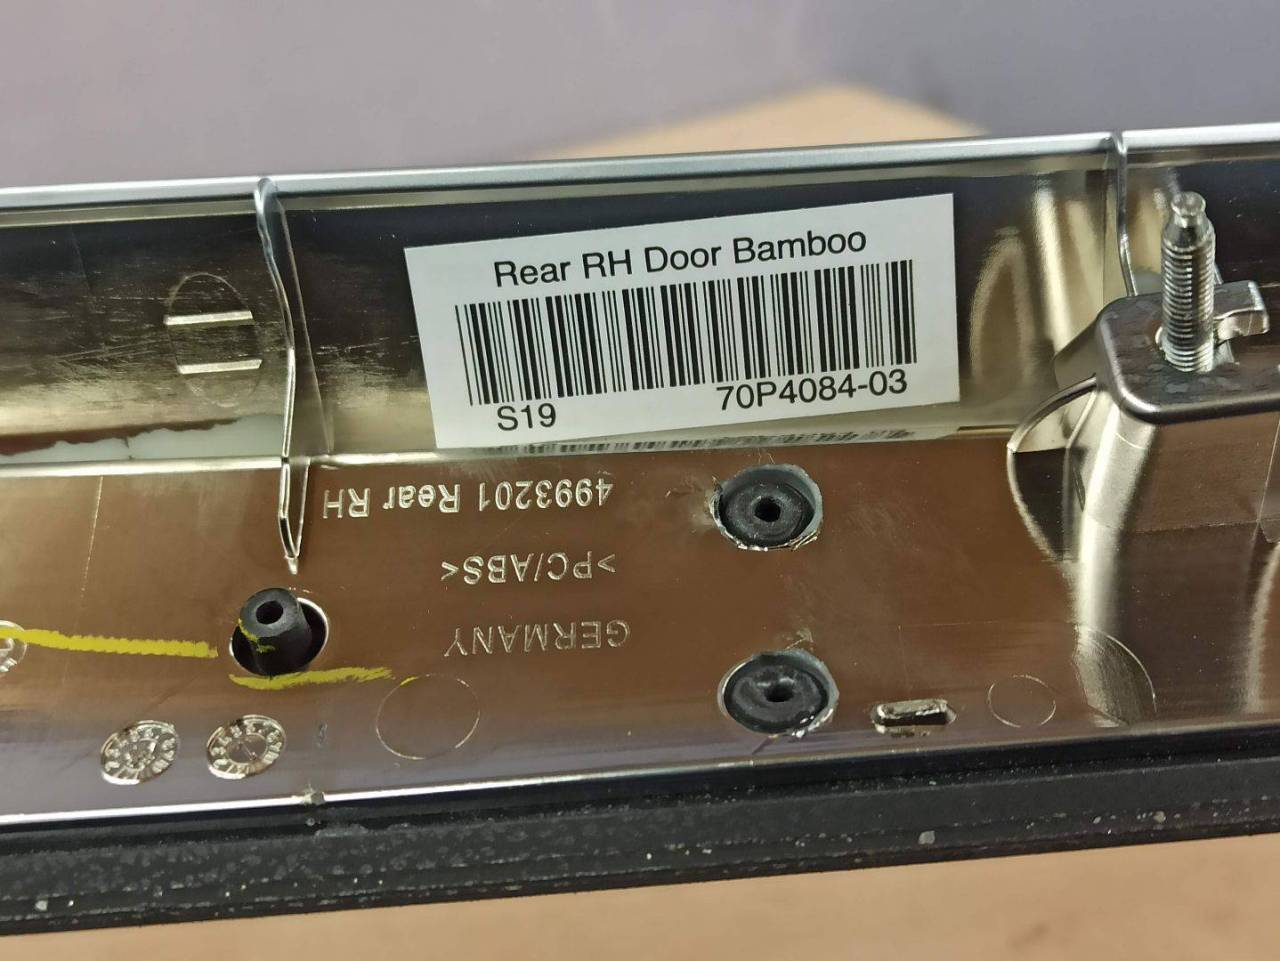 Rear RH Door Bamboo
S19 70P4084-03
4993201 Rear RH
>PC/ABS<
GERMANY